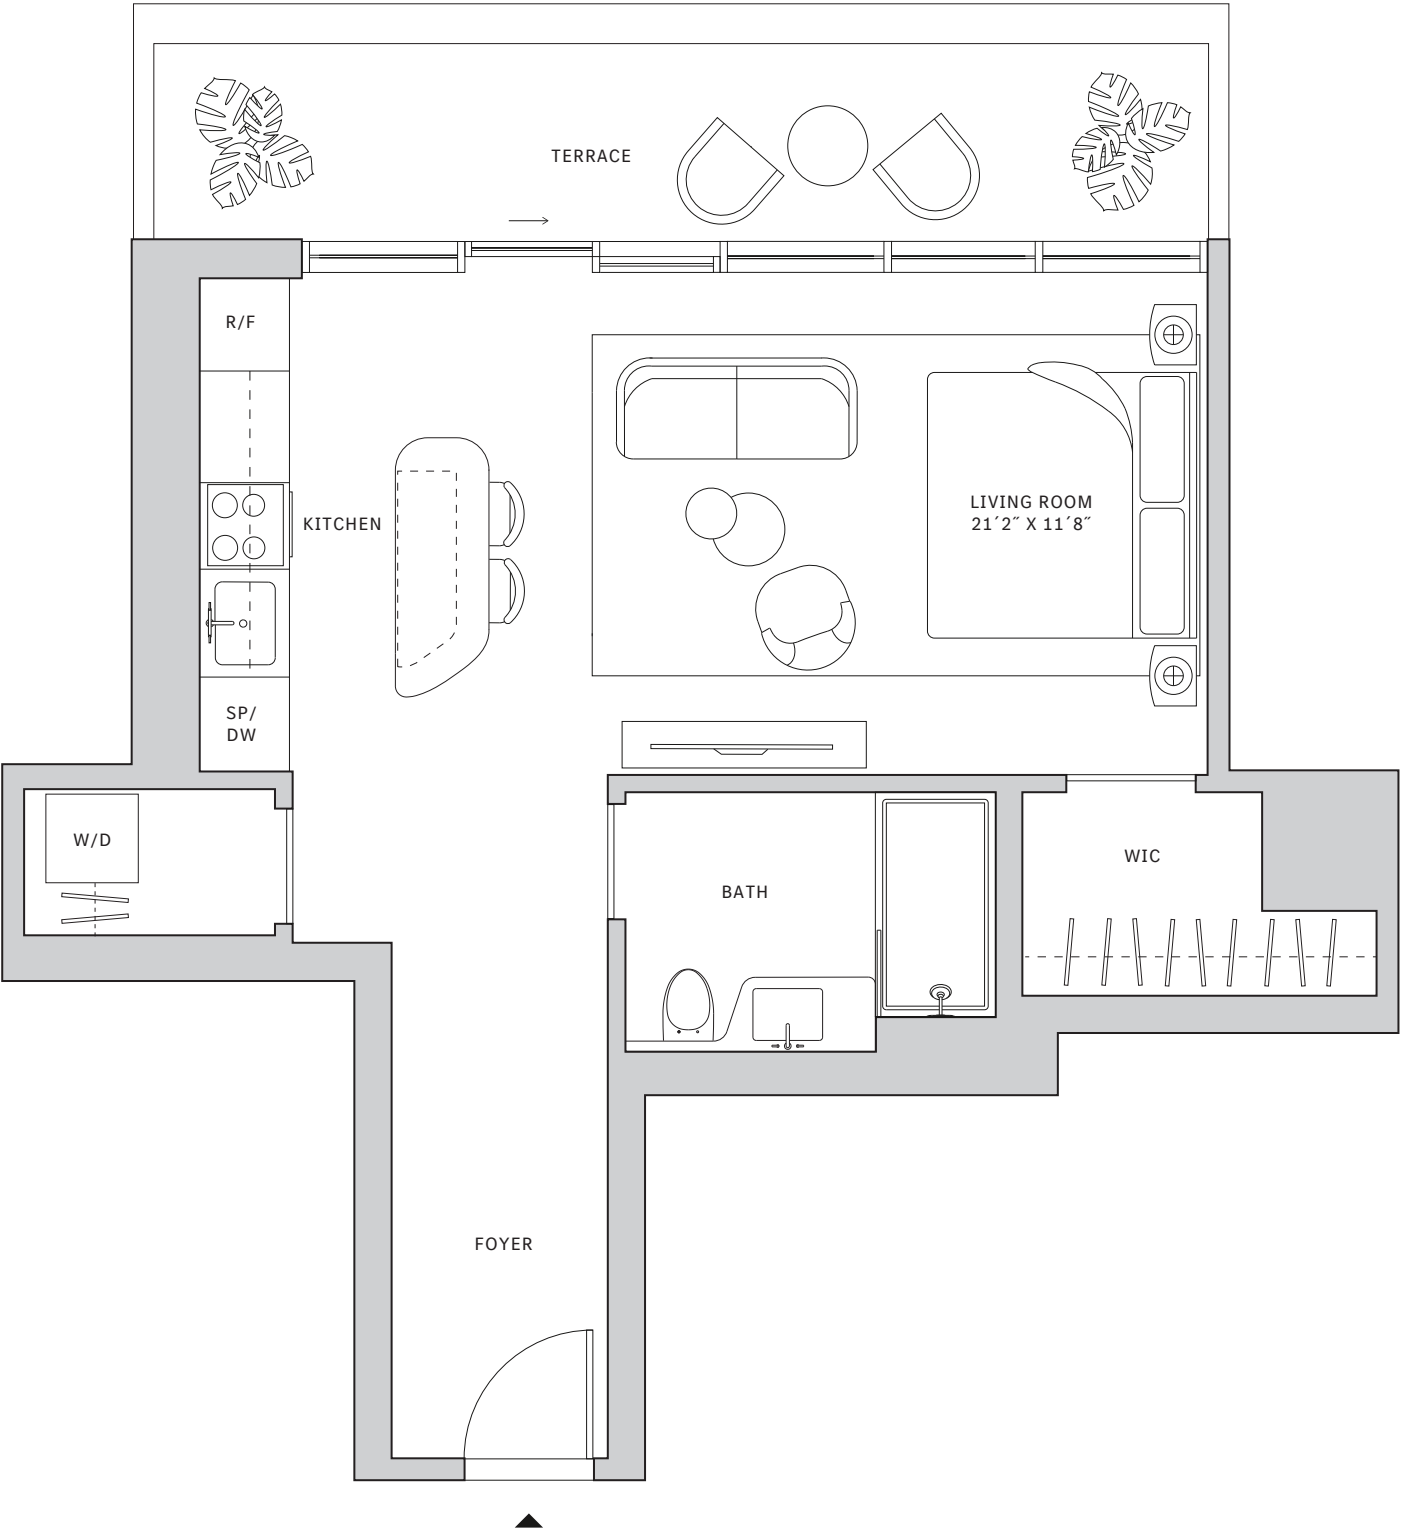 TERRACE
R/F
KITCHEN
LIVING ROOM
21´2˝ X 11´8˝
SP/
DW
W/D
BATH
WIC
FOYER